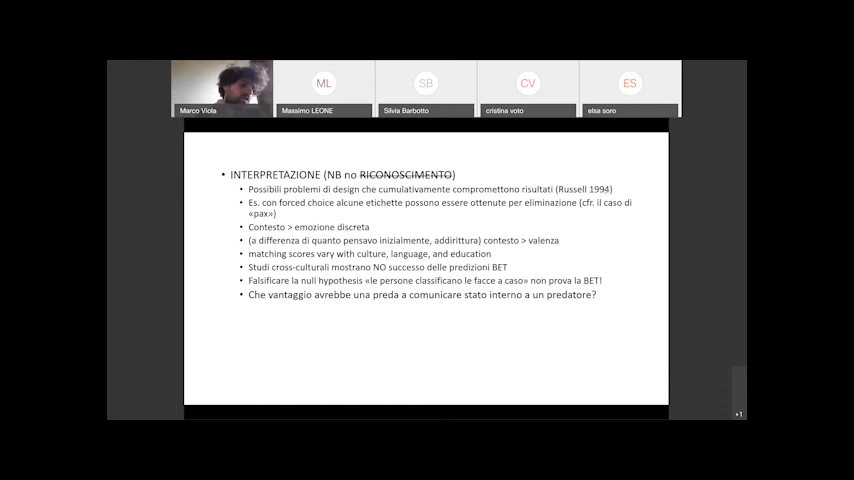 ML
SB
CV
ES
Marco Viola
Massimo LEONE
Silvia Barbotto
cristina voto
elsa soro
• INTERPRETAZIONE (NB no RICONOSCIMENTO)
• Possibili problemi di design che cumulativamente compromettono risultati (Russell 1994)
• Es. con forced choice alcune etichette possono essere ottenute per eliminazione (cfr. il caso di
«pax»)
• Contesto > emozione discreta
• (a differenza di quanto pensavo inizialmente, addirittura) contesto > valenza
• matching scores vary with culture, language, and education
• Studi cross-culturali mostrano NO successo delle predizioni BET
• Falsificare la null hypothesis «le persone classificano le facce a caso» non prova la BET!
• Che vantaggio avrebbe una preda a comunicare stato interno a un predatore?
+1